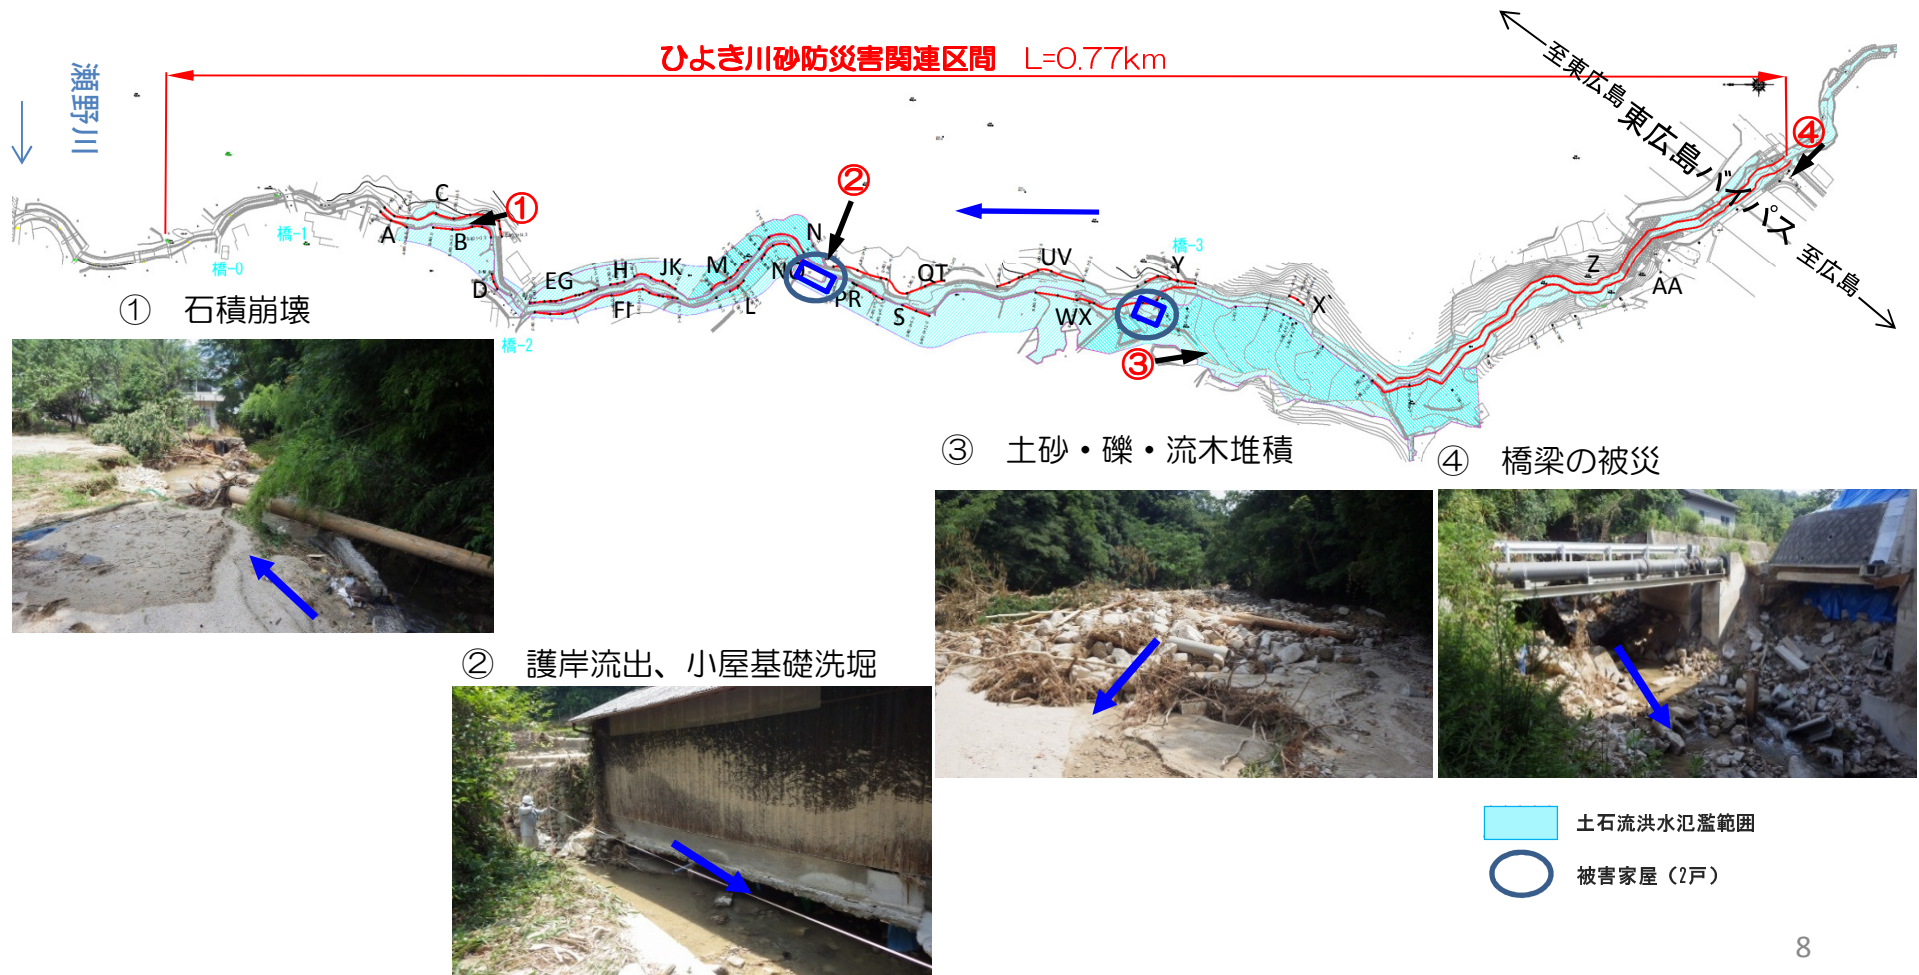 ひよき川砂防災害関連区間 L=0.77km
瀬野川
至東広島
東広島バイパス
至広島
①
②
③
④
A
B
C
D
橋-0
橋-1
橋-2
橋-3
EG
H
FI
JK
M
L
N
NO
PR
QT
S
UV
WX
Y
X`
Z
AA
① 石積崩壊
② 護岸流出、小屋基礎洗堀
③ 土砂・礫・流木堆積
④ 橋梁の被災
土石流洪水氾濫範囲
被害家屋（2戸）
8